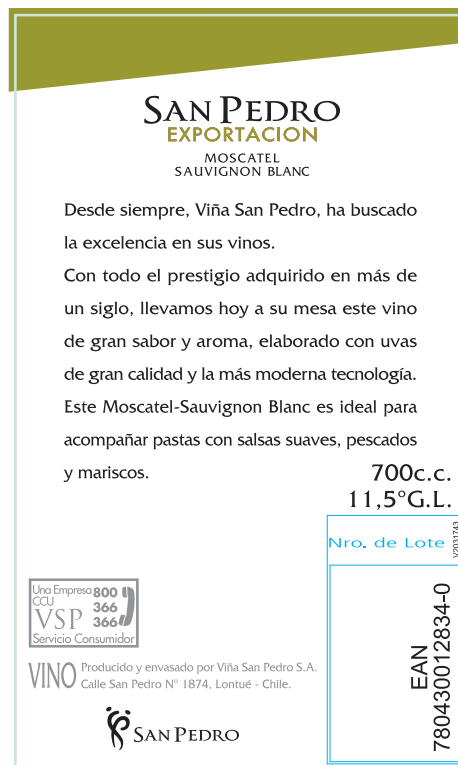 SAN PEDRO
EXPORTACION
MOSCATEL
SAUVIGNON BLANC
Desde siempre, Viña San Pedro, ha buscado
la excelencia en sus vinos.
Con todo el prestigio adquirido en más de
un siglo, llevamos hoy a su mesa este vino
de gran sabor y aroma, elaborado con uvas
de gran calidad y la más moderna tecnología.
Este Moscatel-Sauvignon Blanc es ideal para
acompañar pastas con salsas suaves, pescados
y mariscos.
700c.c.
11,5°G.L.
Nro. de Lote
V2031743
EAN
7804300012834-0
Una Empresa
CCU
VSP
800
366
366
Servicio Consumidor
VINO
Producido y envasado por Viña San Pedro S.A.
Calle San Pedro N° 1874, Lontué - Chile.
SAN PEDRO